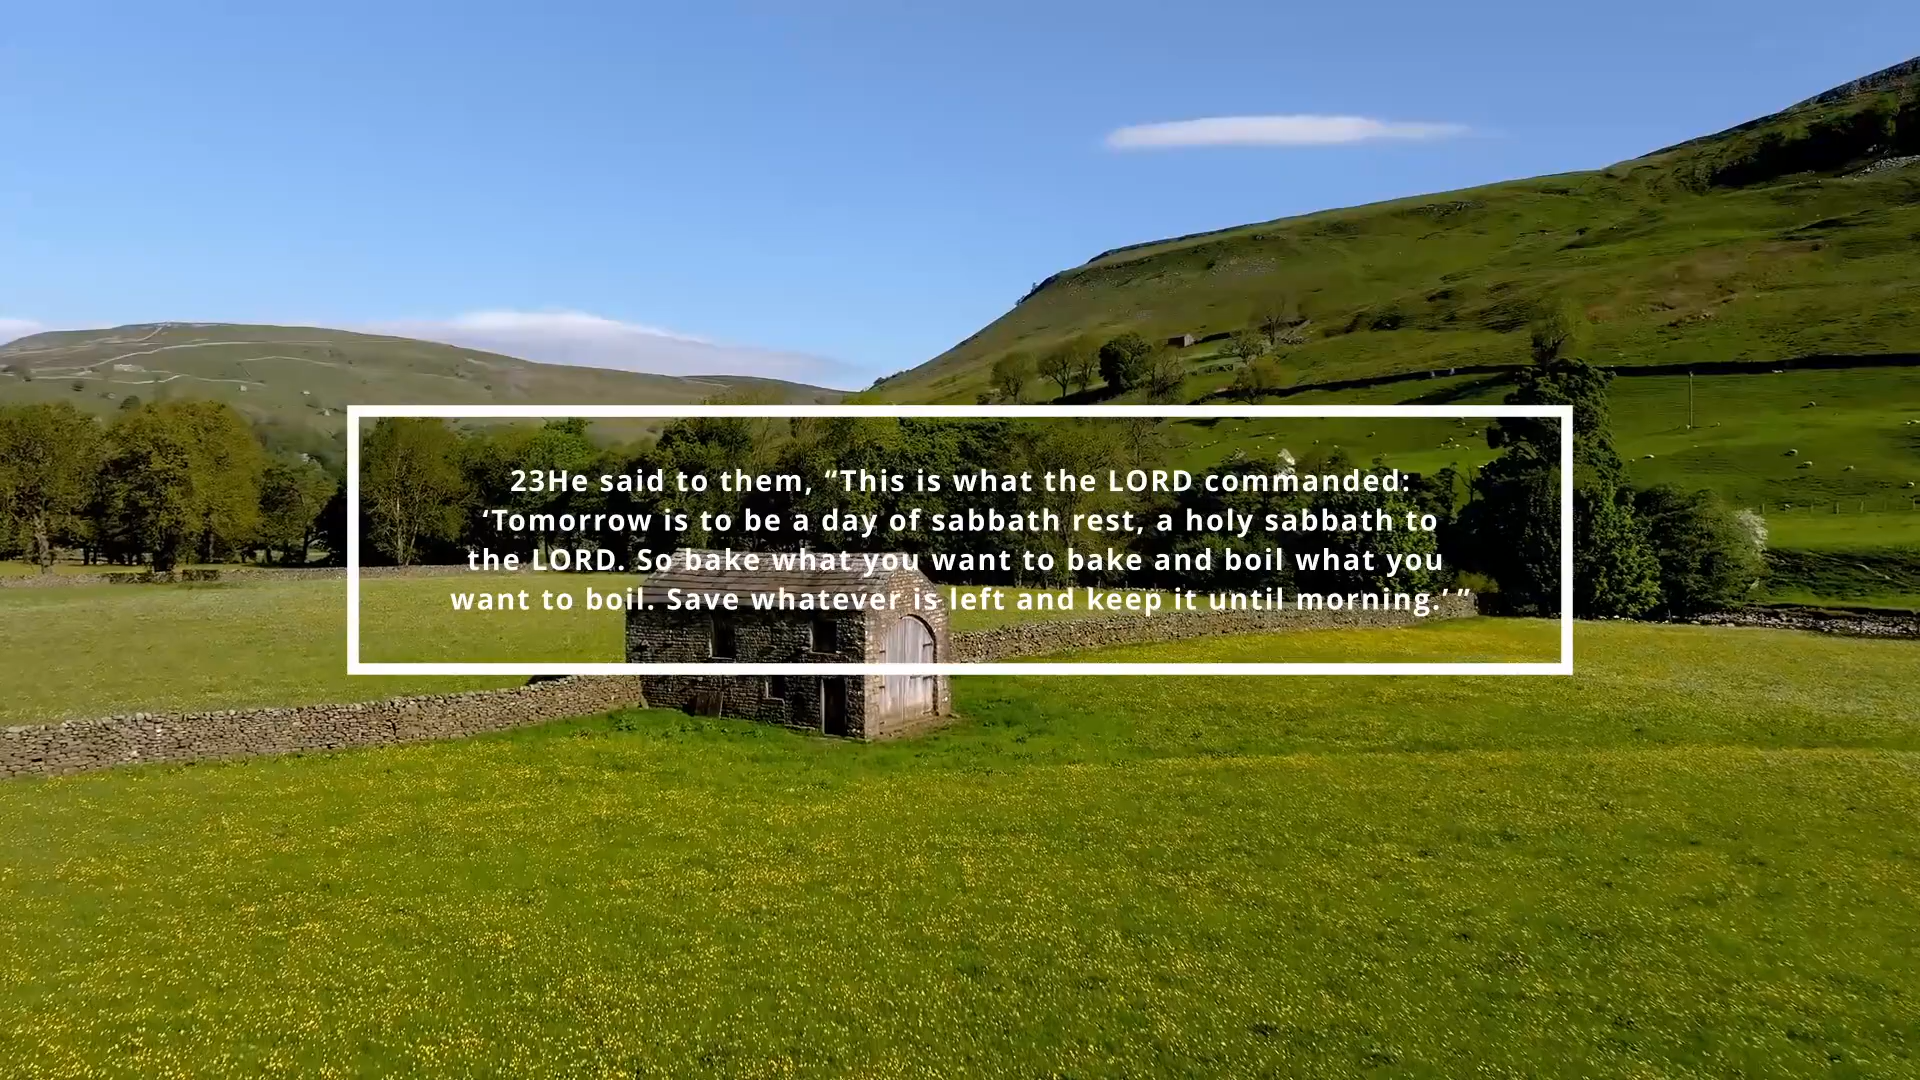 23He said to them, “This is what the LORD commanded:
‘Tomorrow is to be a day of sabbath rest, a holy sabbath to
the LORD. So bake what you want to bake and boil what you
want to boil. Save whatever is left and keep it until morning.’ ”